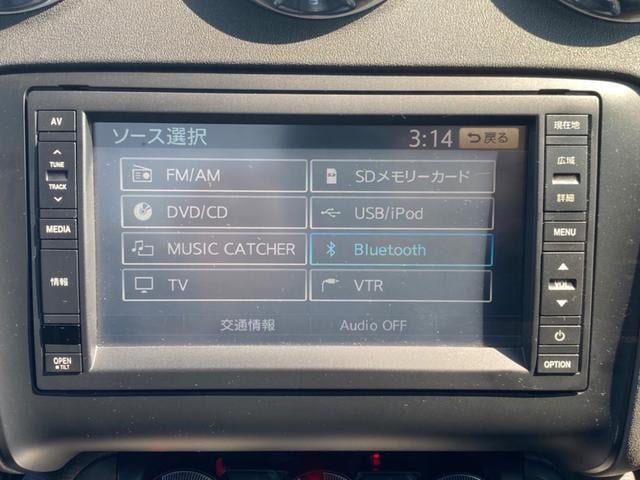 AV
TUNE
TRACK
MEDIA
情報
OPEN
TILT
ソース選択
3:14
戻る
FM/AM
SDメモリーカード
DVD/CD
USB/iPod
MUSIC CATCHER
Bluetooth
TV
VTR
交通情報
Audio OFF
現在地
広域
詳細
MENU
VOL
OPTION